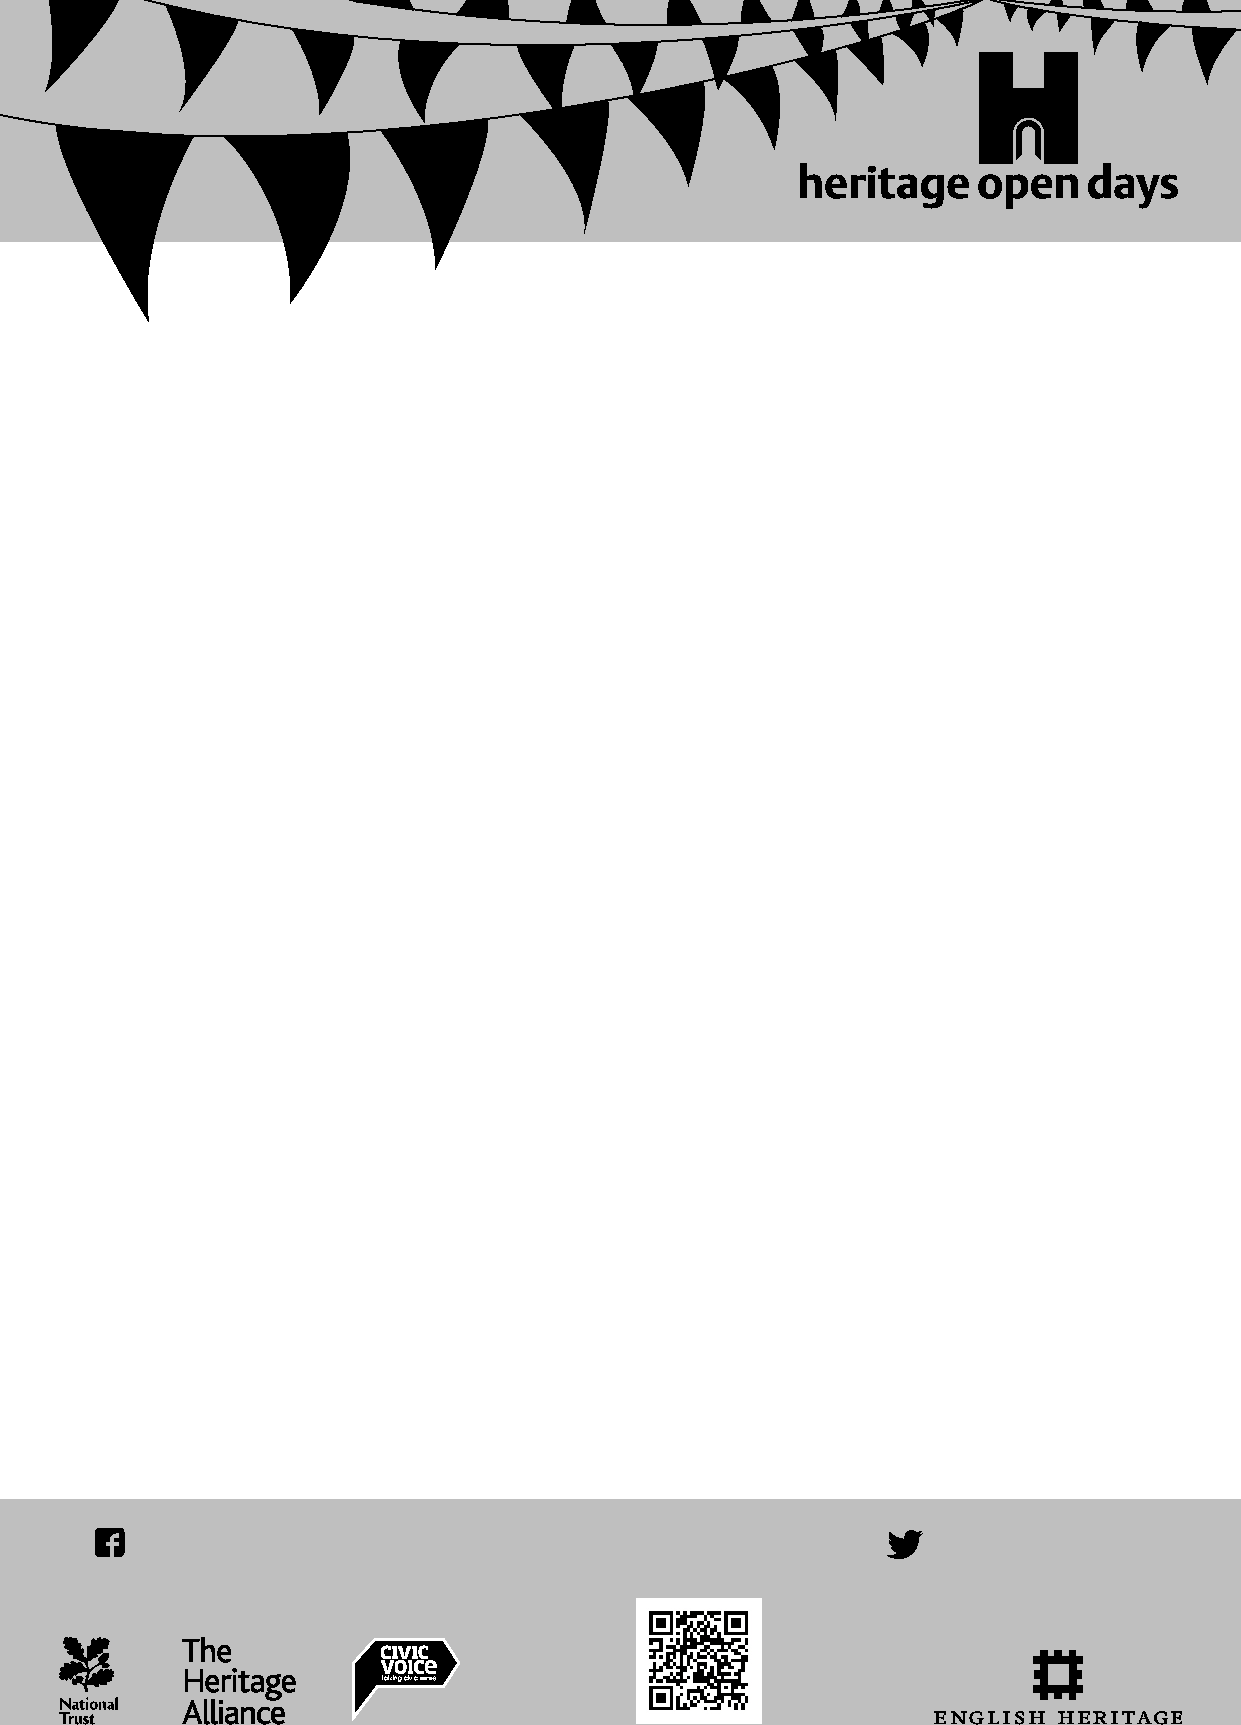 heritage open days
National
Trust
The
Heritage
Alliance
CIVIC
VOICE
ENGLISH HERITAGE